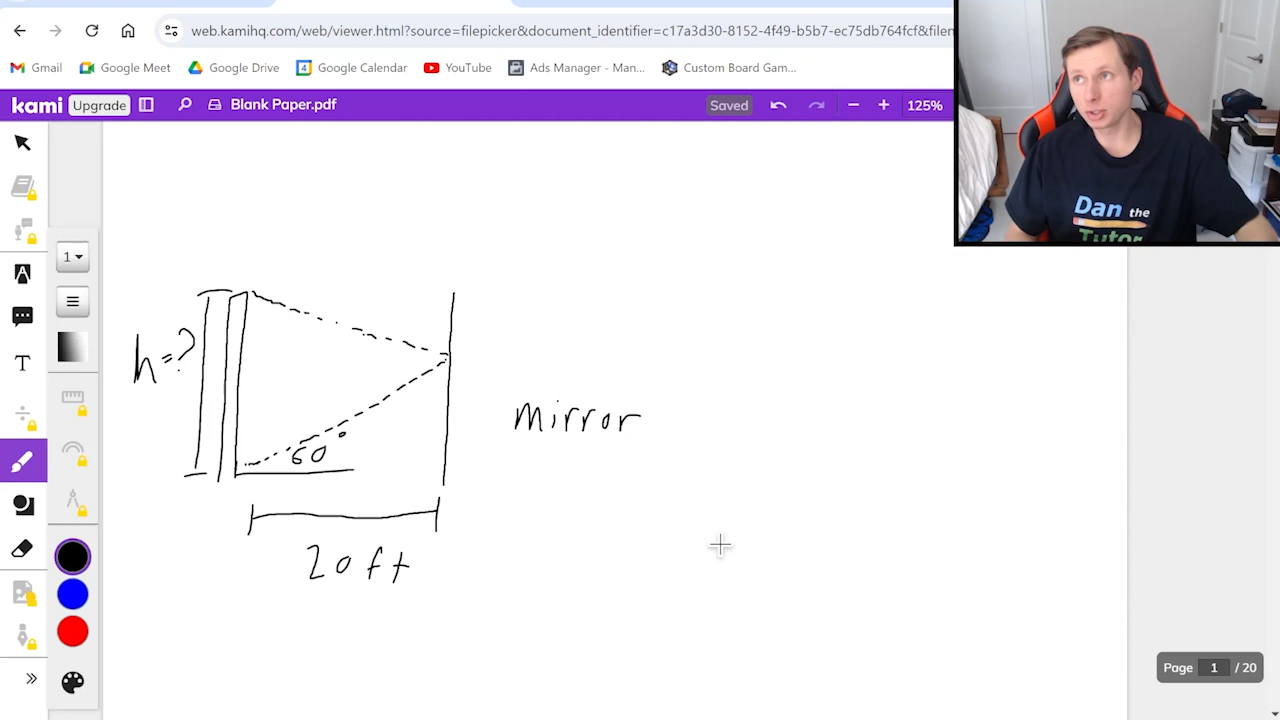 web.kamihq.com/web/viewer.html?source=filepicker&document_identifier=c17a3d30-8152-4f49-b5b7-ec75db764fcf&filen
Gmail
Google Meet
Google Drive
4
Google Calendar
YouTube
Ads Manager - Man...
Custom Board Gam...
kami
Upgrade
Blank Paper.pdf
Saved
125%
Dan the
Tutor
1
T
h=?
60°
mirror
20ft
Page 1 / 20